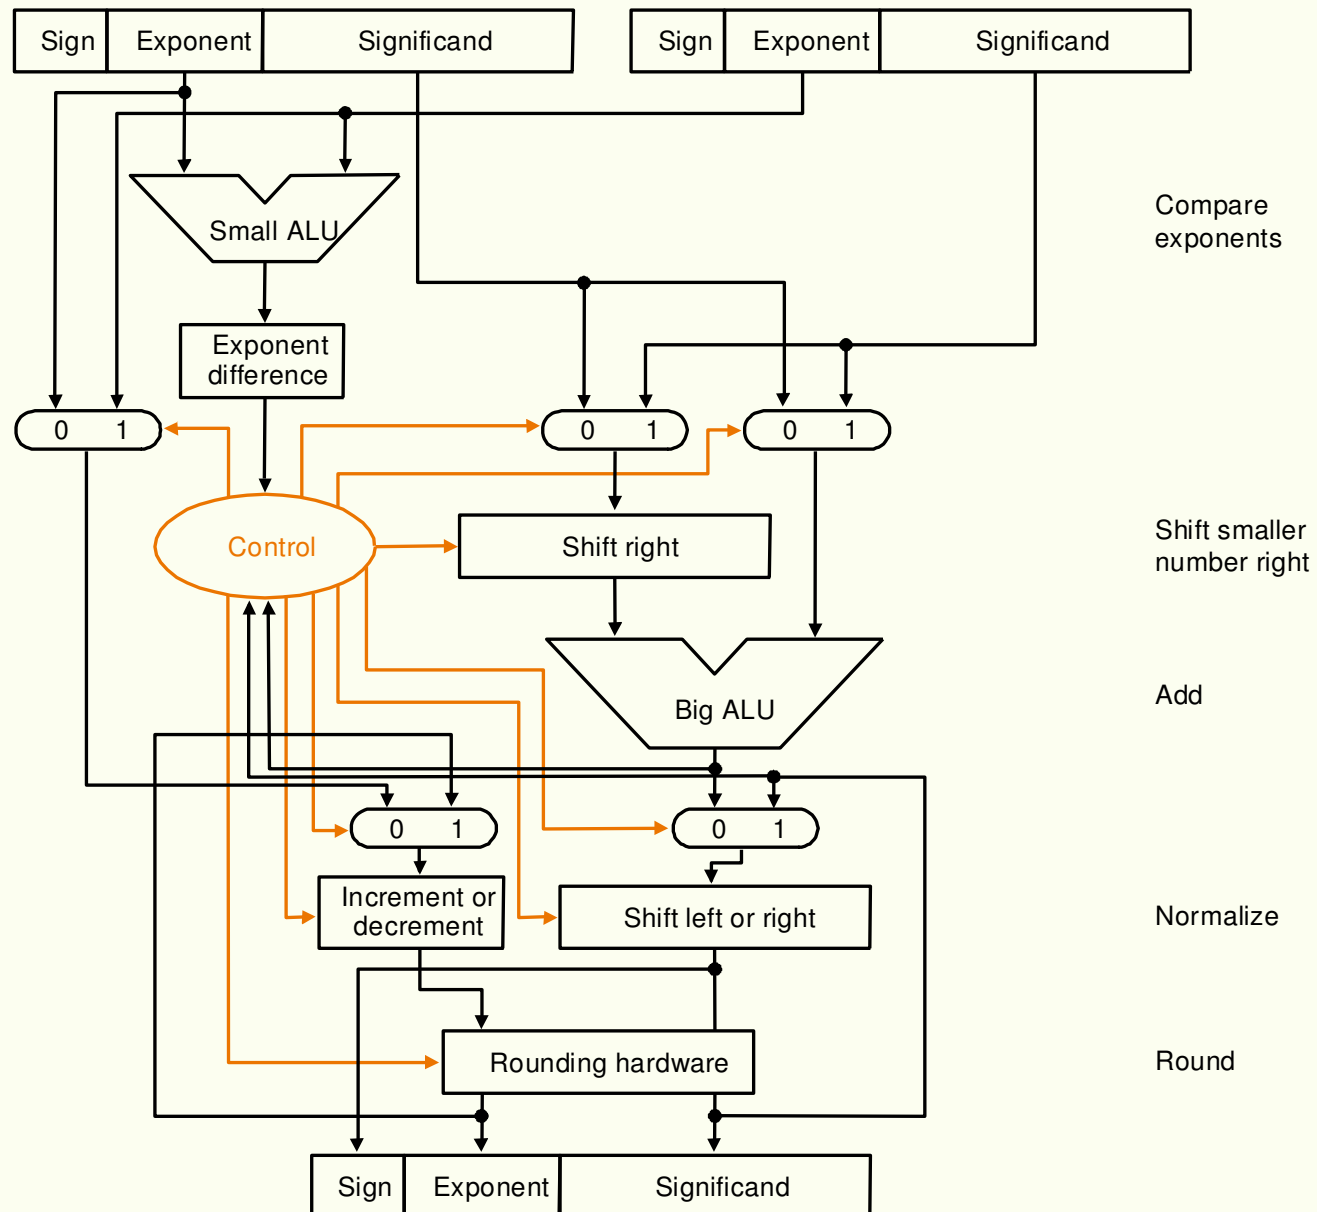 Sign Exponent Significand Sign Exponent Significand
Compare
exponents
Small ALU
Exponent
difference
0 1 0 1 0 1
Control
Shift right
Shift smaller
number right
Big ALU
Add
0 1 0 1
Increment or
decrement
Shift left or right
Normalize
Rounding hardware
Round
Sign Exponent Significand